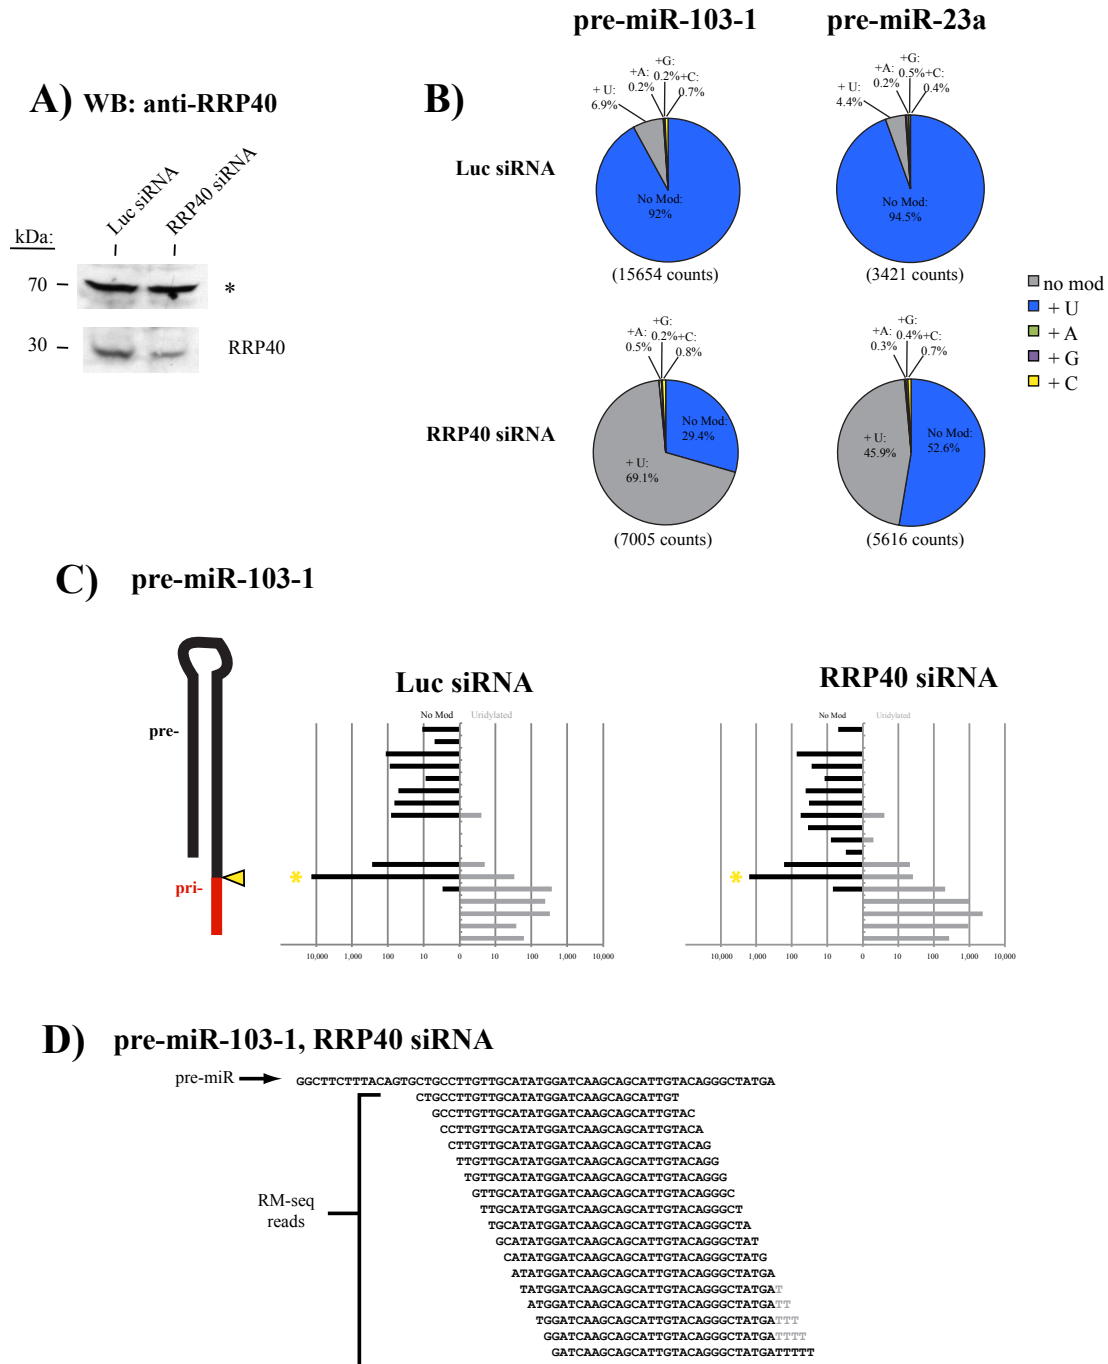 A) WB: anti-RRP40
Luc siRNA
RRP40 siRNA
kDa:
70
*
30
RRP40
B)
pre-miR-103-1
pre-miR-23a
Luc siRNA
+ U:
6.9%
+A:
0.2%
+G:
0.2%
+C:
0.7%
No Mod:
92%
(15654 counts)
+ U:
4.4%
+A:
0.2%
+G:
0.5%
+C:
0.4%
No Mod:
94.5%
(3421 counts)
RRP40 siRNA
+A:
0.5%
+G:
0.2%
+C:
0.8%
No Mod:
29.4%
+ U:
69.1%
(7005 counts)
+A:
0.3%
+G:
0.4%
+C:
0.7%
+ U:
45.9%
No Mod:
52.6%
(5616 counts)
no mod
+ U
+ A
+ G
+ C
C) pre-miR-103-1
pre-
pri-
Luc siRNA
No Mod Uridylated
*
10,000 1,000 100 10 0 10 100 1,000 10,000
RRP40 siRNA
No Mod Uridylated
*
10,000 1,000 100 10 0 10 100 1,000 10,000
D) pre-miR-103-1, RRP40 siRNA
pre-miR
GGCTTCTTTACAGTGCTGCCTTGTTGCATATGGATCAAGCAGCATTGTACAGGGCTATGA
RM-seq
reads
CTGCCTTGTTGCATATGGATCAAGCAGCATTGT
GCCTTGTTGCATATGGATCAAGCAGCATTGTAC
CCTTGTTGCATATGGATCAAGCAGCATTGTACA
CTTGTTGCATATGGATCAAGCAGCATTGTACAG
TTGTTGCATATGGATCAAGCAGCATTGTACAGG
TGTTGCATATGGATCAAGCAGCATTGTACAGGG
GTTGCATATGGATCAAGCAGCATTGTACAGGGC
TTGCATATGGATCAAGCAGCATTGTACAGGGCT
TGCATATGGATCAAGCAGCATTGTACAGGGCTA
GCATATGGATCAAGCAGCATTGTACAGGGCTAT
CATATGGATCAAGCAGCATTGTACAGGGCTATG
ATATGGATCAAGCAGCATTGTACAGGGCTATGA
TATGGATCAAGCAGCATTGTACAGGGCTATGAT
ATGGATCAAGCAGCATTGTACAGGGCTATGATT
TGGATCAAGCAGCATTGTACAGGGCTATGATTT
GGATCAAGCAGCATTGTACAGGGCTATGATTTT
GATCAAGCAGCATTGTACAGGGCTATGATTTTT